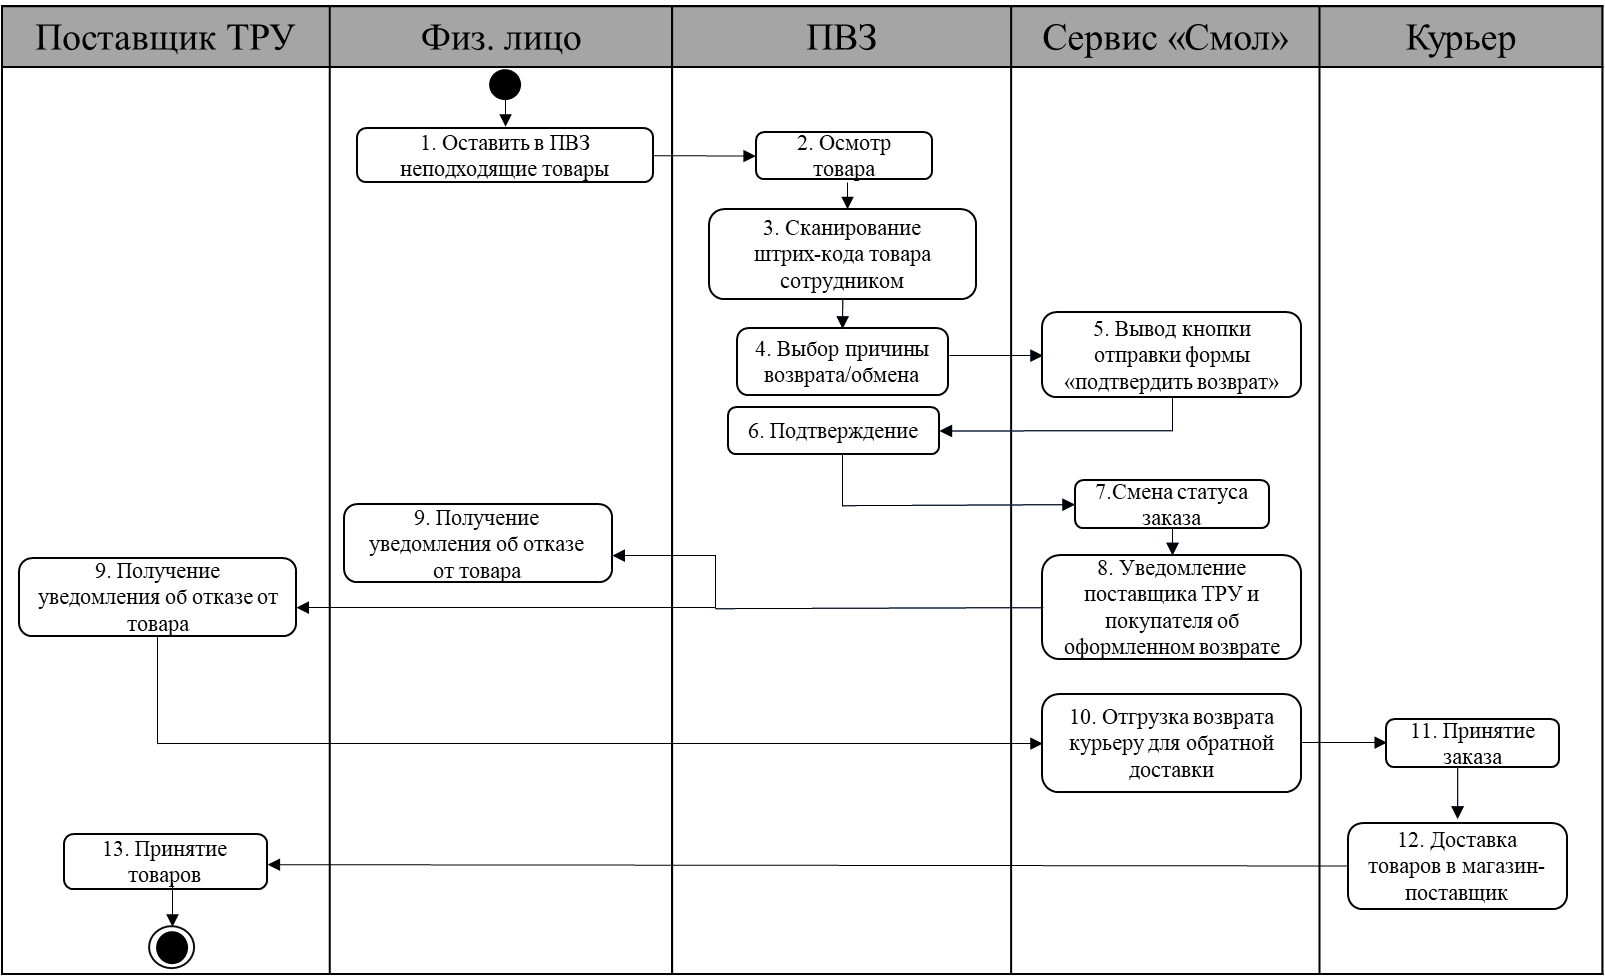 Поставщик ТРУ
Физ. лицо
ПВЗ
Сервис «Смол»
Курьер
1. Оставить в ПВЗ
неподходящие товары
2. Осмотр
товара
3. Сканирование
штрих-кода товара
сотрудником
4. Выбор причины
возврата/обмена
5. Вывод кнопки
отправки формы
«подтвердить возврат»
6. Подтверждение
7.Смена статуса
заказа
8. Уведомление
поставщика ТРУ и
покупателя об
оформленном возврате
9. Получение
уведомления об отказе
от товара
9. Получение
уведомления об отказе от
товара
10. Отгрузка возврата
курьеру для обратной
доставки
11. Принятие
заказа
12. Доставка
товаров в магазин-
поставщик
13. Принятие
товаров